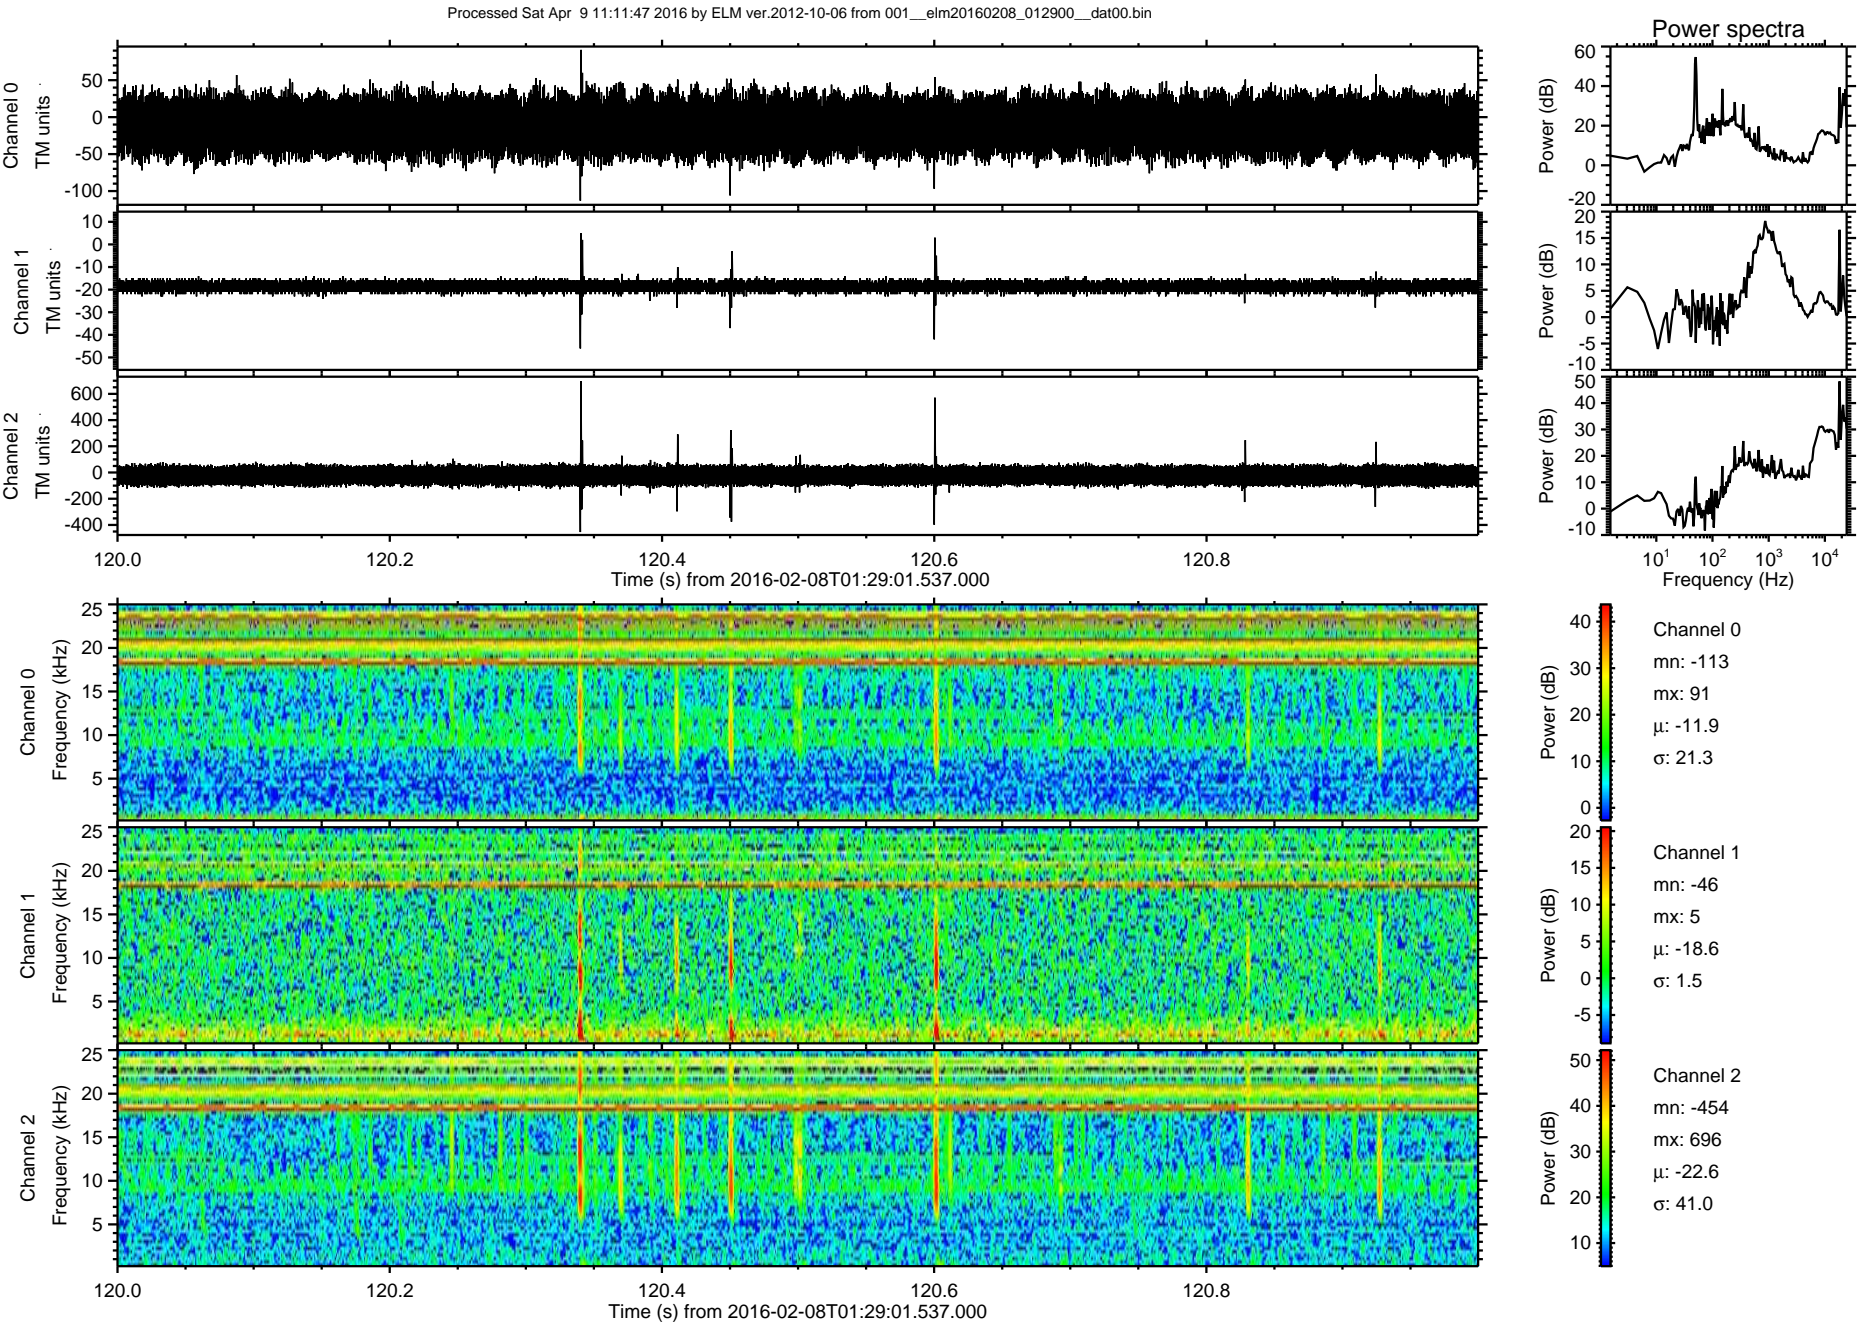 Processed Sat Apr  9 11:11:47 2016 by ELM ver.2012-10-06 from 001__elm20160208_012900__dat00.bin
Power spectra
Channel 0
TM units
50
0
-50
-100
Power (dB)
60
40
20
0
-20
Channel 1
TM units
10
0
-10
-20
-30
-40
-50
Power (dB)
20
15
10
5
0
-5
-10
Channel 2
TM units
600
400
200
0
-200
-400
Power (dB)
50
40
30
20
10
0
-10
120.0 120.2 120.4 120.6 120.8
Time (s) from 2016-02-08T01:29:01.537.000
10¹ 10² 10³ 10⁴
Frequency (Hz)
Channel 0
Frequency (kHz)
25
20
15
10
5
Power (dB)
40
30
20
10
0
Channel 0
mn: -113
mx: 91
μ: -11.9
σ: 21.3
Channel 1
Frequency (kHz)
25
20
15
10
5
Power (dB)
20
15
10
5
0
-5
Channel 1
mn: -46
mx: 5
μ: -18.6
σ: 1.5
Channel 2
Frequency (kHz)
25
20
15
10
5
Power (dB)
50
40
30
20
10
Channel 2
mn: -454
mx: 696
μ: -22.6
σ: 41.0
120.0 120.2 120.4 120.6 120.8
Time (s) from 2016-02-08T01:29:01.537.000